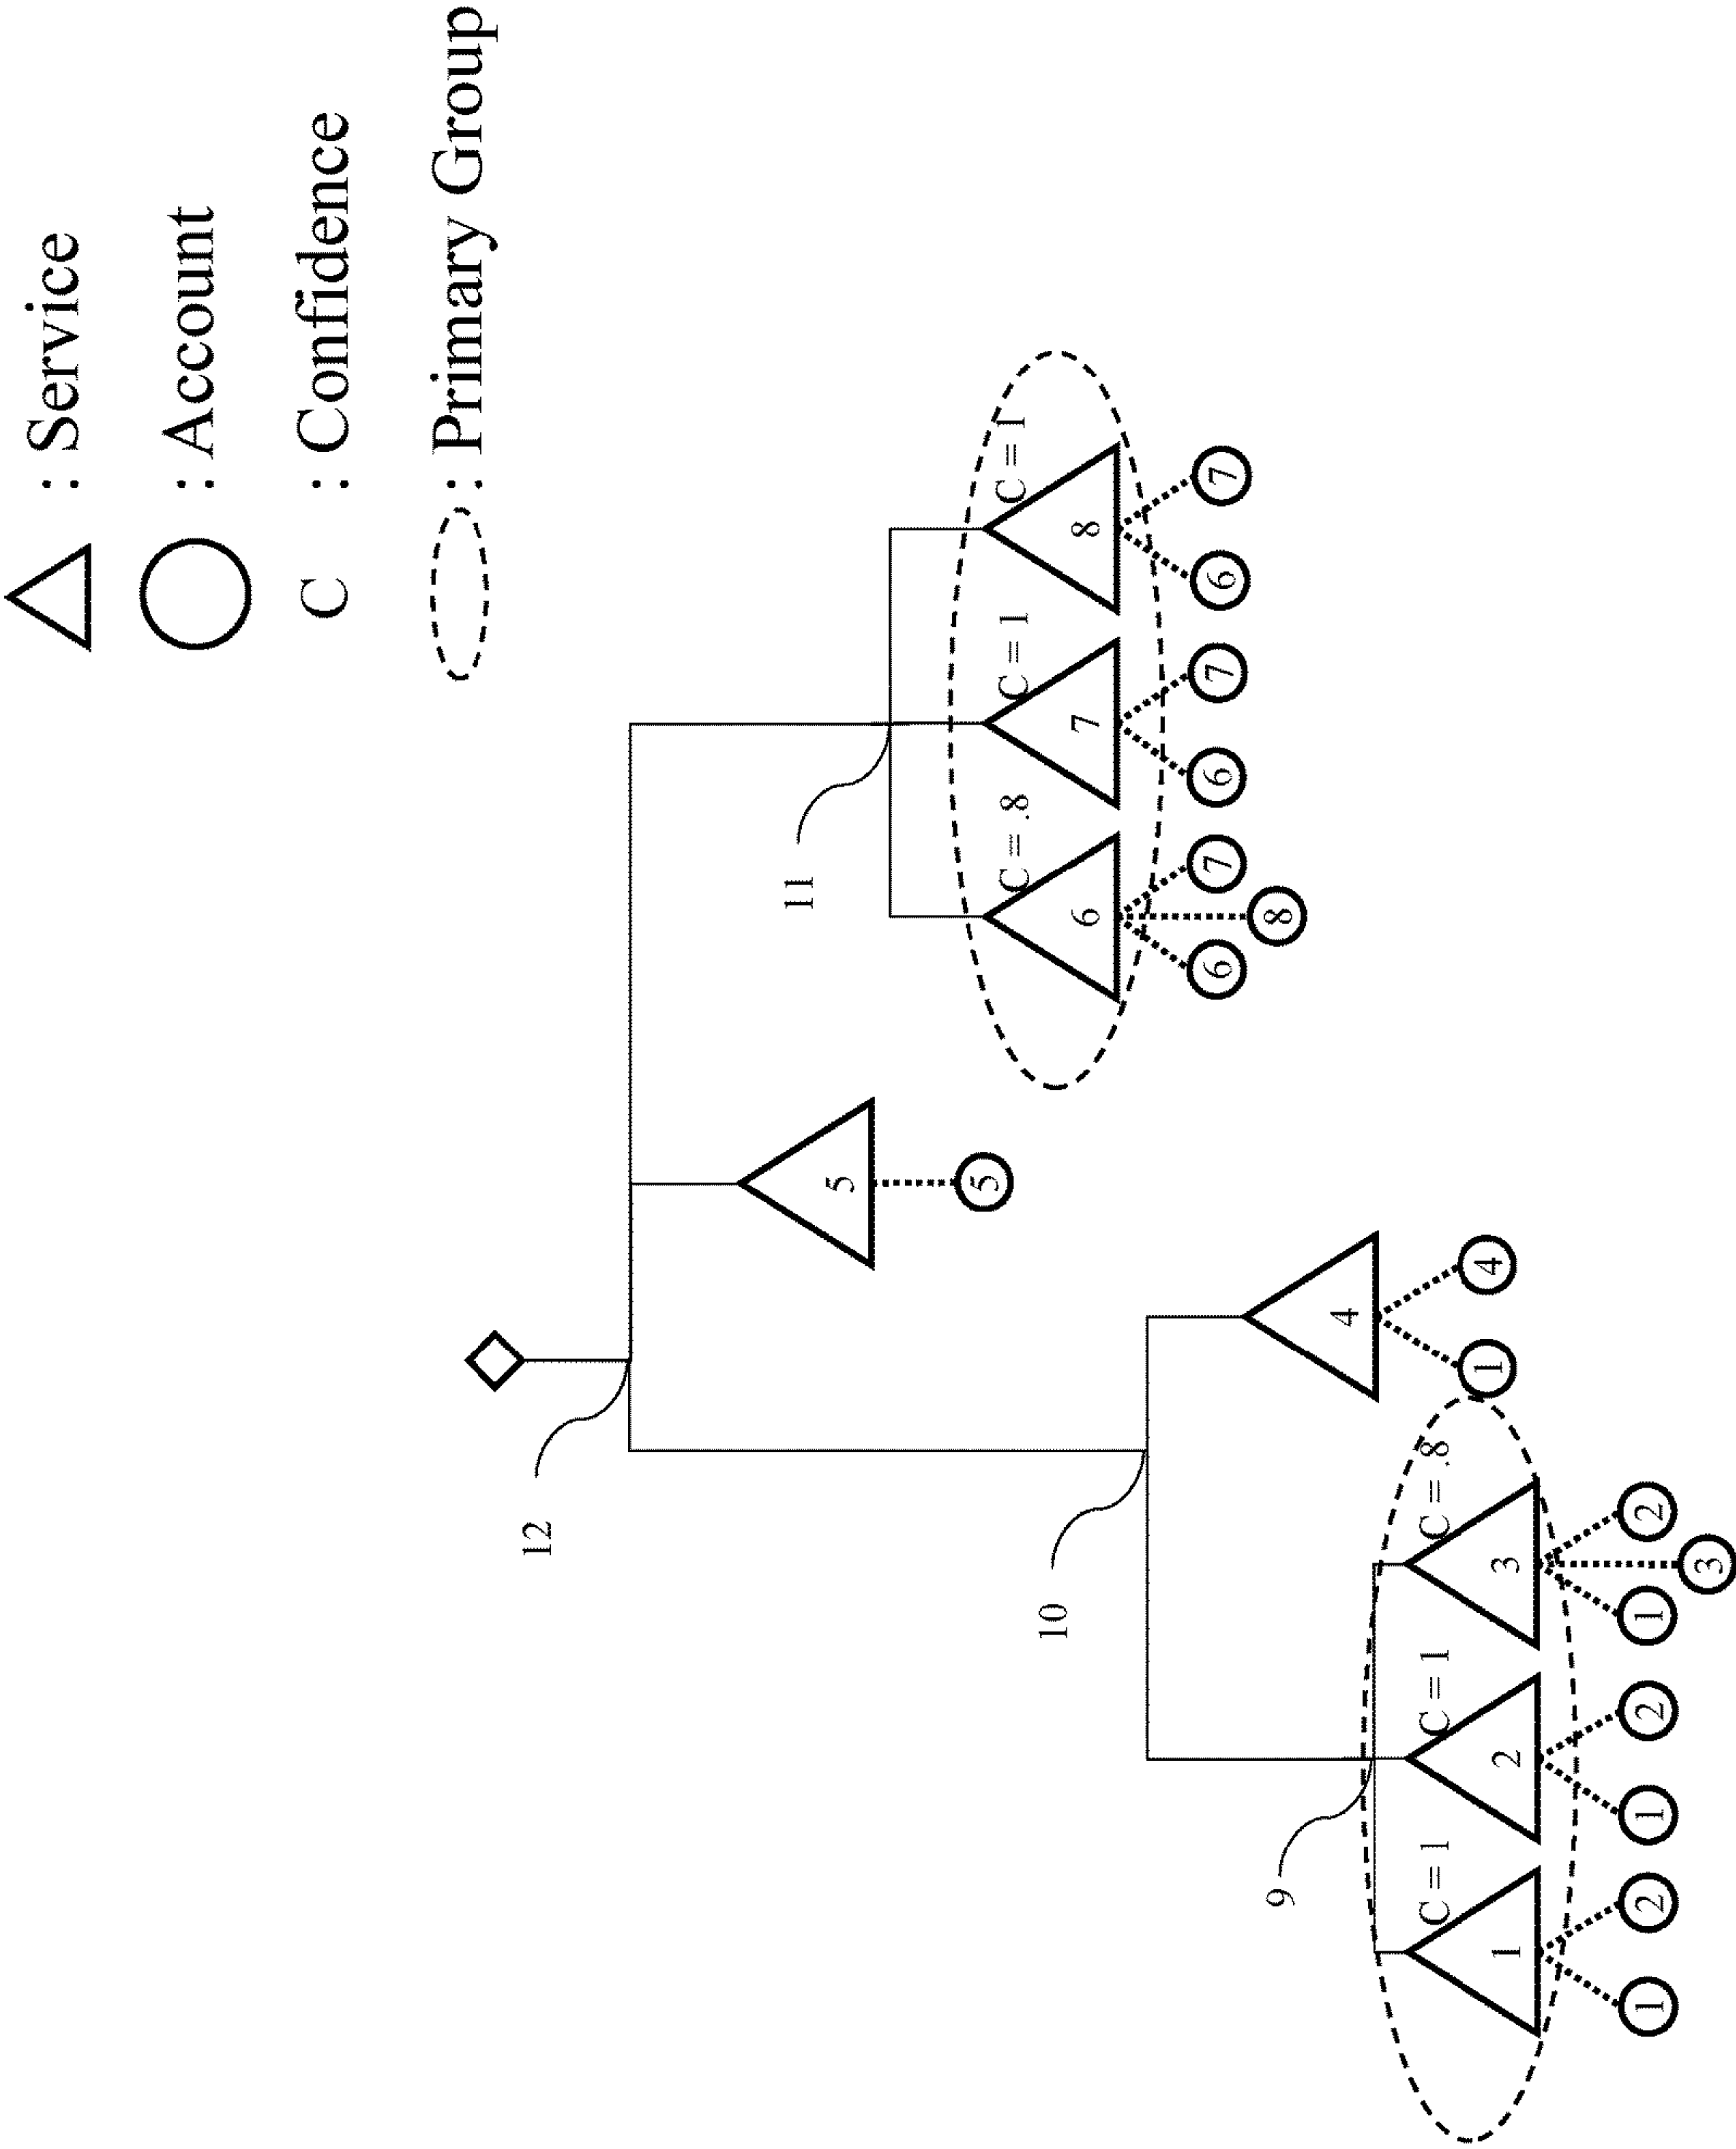 : Service
: Account
C : Confidence
: Primary Group
12
11
10
9
5
5
C = .8
C = 1
C = 1
6
7
8
6
8
7
6
7
6
7
4
1
4
C = 1
C = 1
C = .8
1
2
3
1
2
1
2
1
3
2